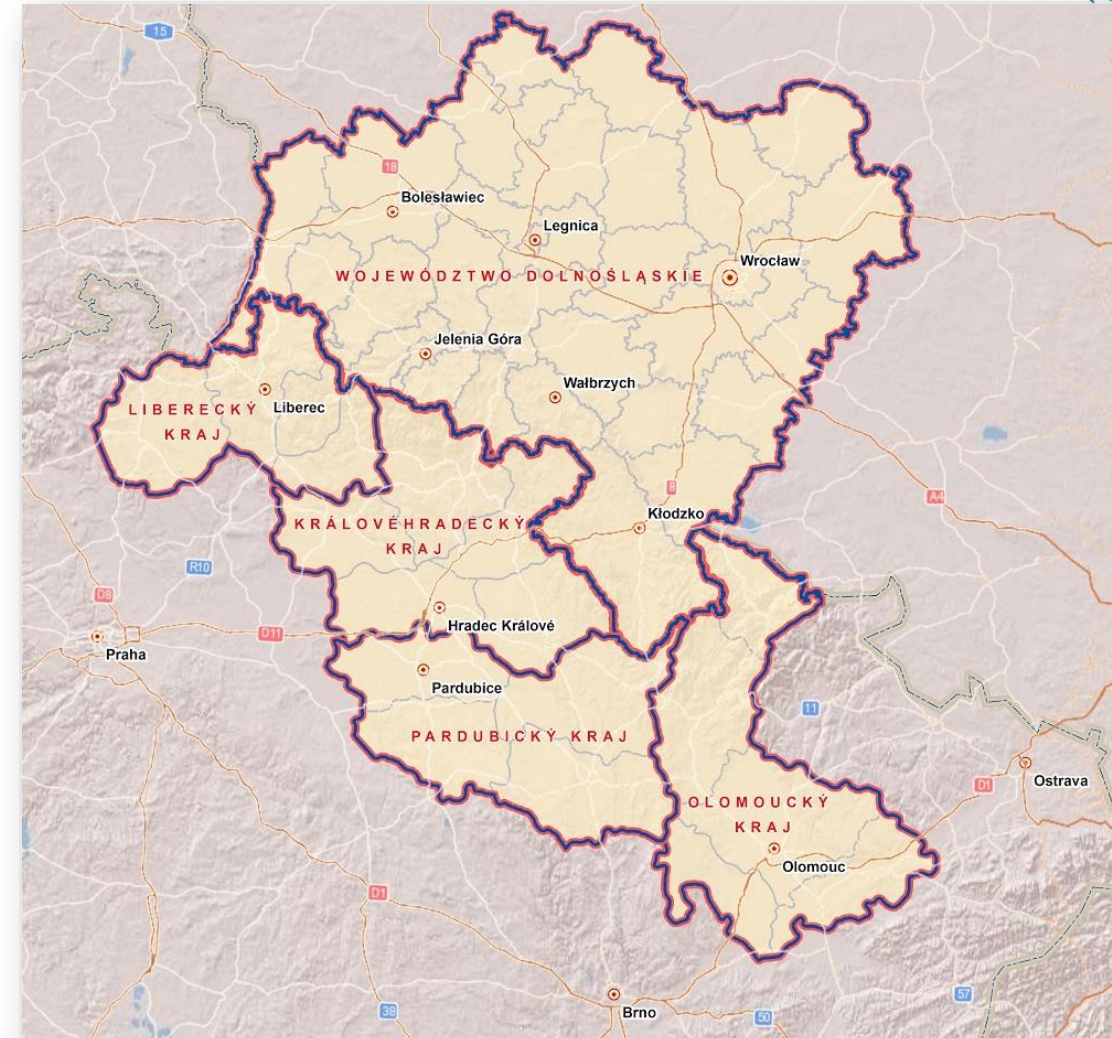 15
18
Bolesławiec
Legnica
Wrocław
WOJEWÓDZTWO DOLNOŚLĄSKIE
Jelenia Góra
Wałbrzych
LIBERECKÝ
KRAJ
Liberec
8
A4
Kłodzko
KRÁLOVÉHRADECKÝ
KRAJ
R10
D8
D11
Hradec Králové
Praha
Pardubice
11
PARDUBICKÝ KRAJ
Ostrava
D1
OLOMOUCKÝ
KRAJ
Olomouc
D1
57
38
Brno
50